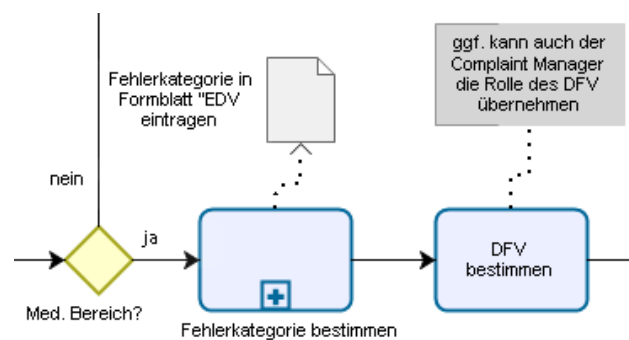 ggf. kann auch der
Complaint Manager
die Rolle des DFV
übernehmen
Fehlerkategorie in
Formblatt "EDV
eintragen
nein
ja
DFV
bestimmen
Med. Bereich?
Fehlerkategorie bestimmen